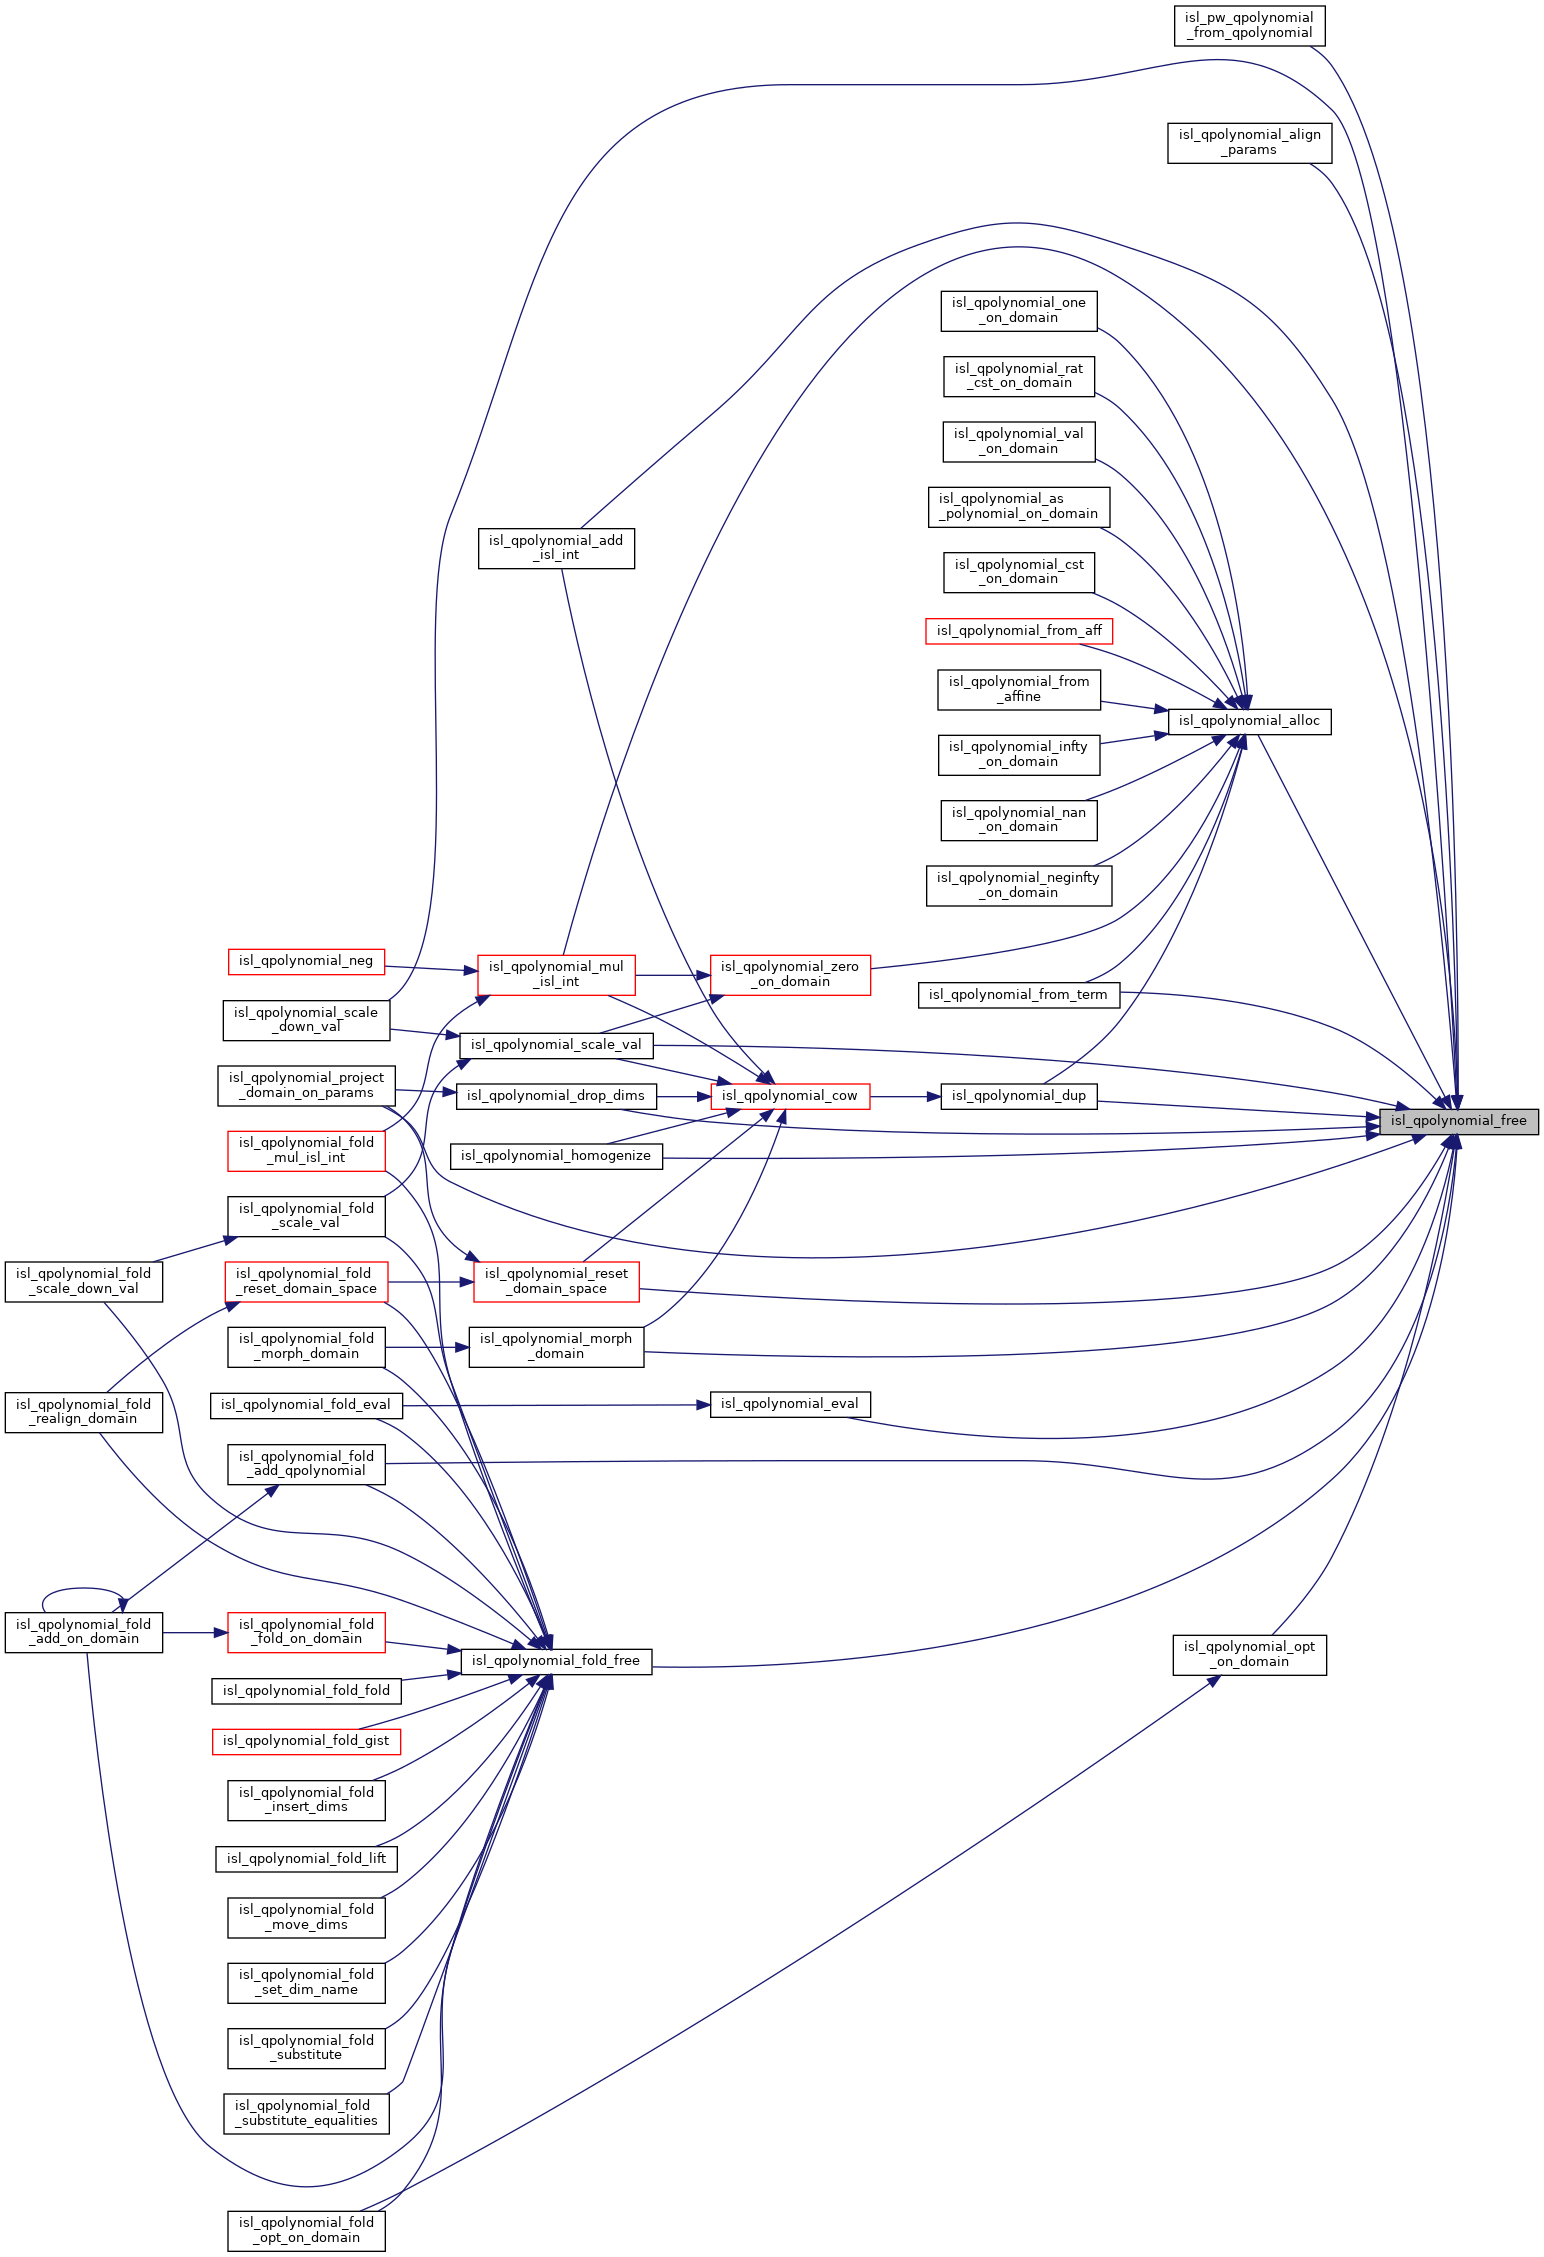 isl_pw_qpolynomial
_from_qpolynomial
isl_qpolynomial_align
_params
isl_qpolynomial_one
_on_domain
isl_qpolynomial_rat
_cst_on_domain
isl_qpolynomial_val
_on_domain
isl_qpolynomial_as
_polynomial_on_domain
isl_qpolynomial_add
_isl_int
isl_qpolynomial_cst
_on_domain
isl_qpolynomial_from_aff
isl_qpolynomial_from
_affine
isl_qpolynomial_alloc
isl_qpolynomial_infty
_on_domain
isl_qpolynomial_nan
_on_domain
isl_qpolynomial_neginfty
_on_domain
isl_qpolynomial_neg
isl_qpolynomial_mul
_isl_int
isl_qpolynomial_zero
_on_domain
isl_qpolynomial_from_term
isl_qpolynomial_scale
_down_val
isl_qpolynomial_scale_val
isl_qpolynomial_project
_domain_on_params
isl_qpolynomial_drop_dims
isl_qpolynomial_cow
isl_qpolynomial_dup
isl_qpolynomial_free
isl_qpolynomial_fold
_mul_isl_int
isl_qpolynomial_homogenize
isl_qpolynomial_fold
_scale_val
isl_qpolynomial_fold
_scale_down_val
isl_qpolynomial_fold
_reset_domain_space
isl_qpolynomial_reset
_domain_space
isl_qpolynomial_fold
_morph_domain
isl_qpolynomial_morph
_domain
isl_qpolynomial_fold
_realign_domain
isl_qpolynomial_fold_eval
isl_qpolynomial_eval
isl_qpolynomial_fold
_add_qpolynomial
isl_qpolynomial_fold
_add_on_domain
isl_qpolynomial_fold
_fold_on_domain
isl_qpolynomial_fold_free
isl_qpolynomial_opt
_on_domain
isl_qpolynomial_fold_fold
isl_qpolynomial_fold_gist
isl_qpolynomial_fold
_insert_dims
isl_qpolynomial_fold_lift
isl_qpolynomial_fold
_move_dims
isl_qpolynomial_fold
_set_dim_name
isl_qpolynomial_fold
_substitute
isl_qpolynomial_fold
_substitute_equalities
isl_qpolynomial_fold
_opt_on_domain